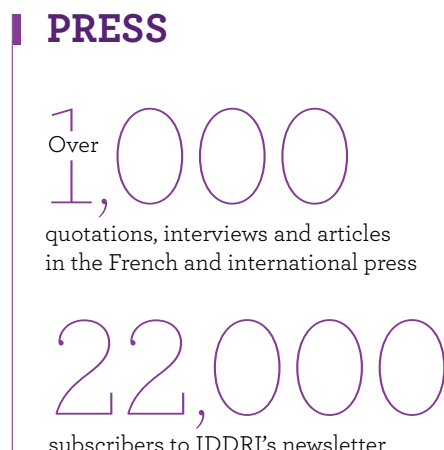 PRESS
Over
1,000
quotations, interviews and articles
in the French and international press
22,000
subscribers to IDDRI's newsletter